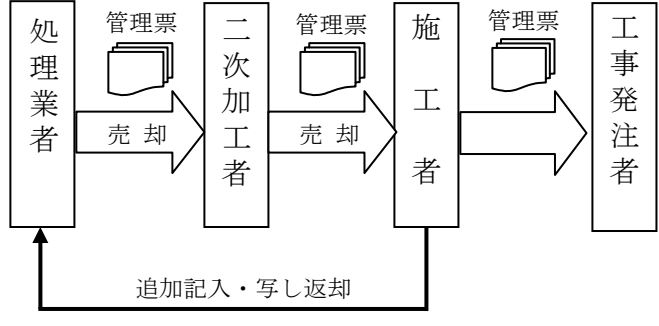 処理業者
管理票
売却
二次加工者
管理票
売却
施工者
管理票
工事発注者
追加記入・写し返却